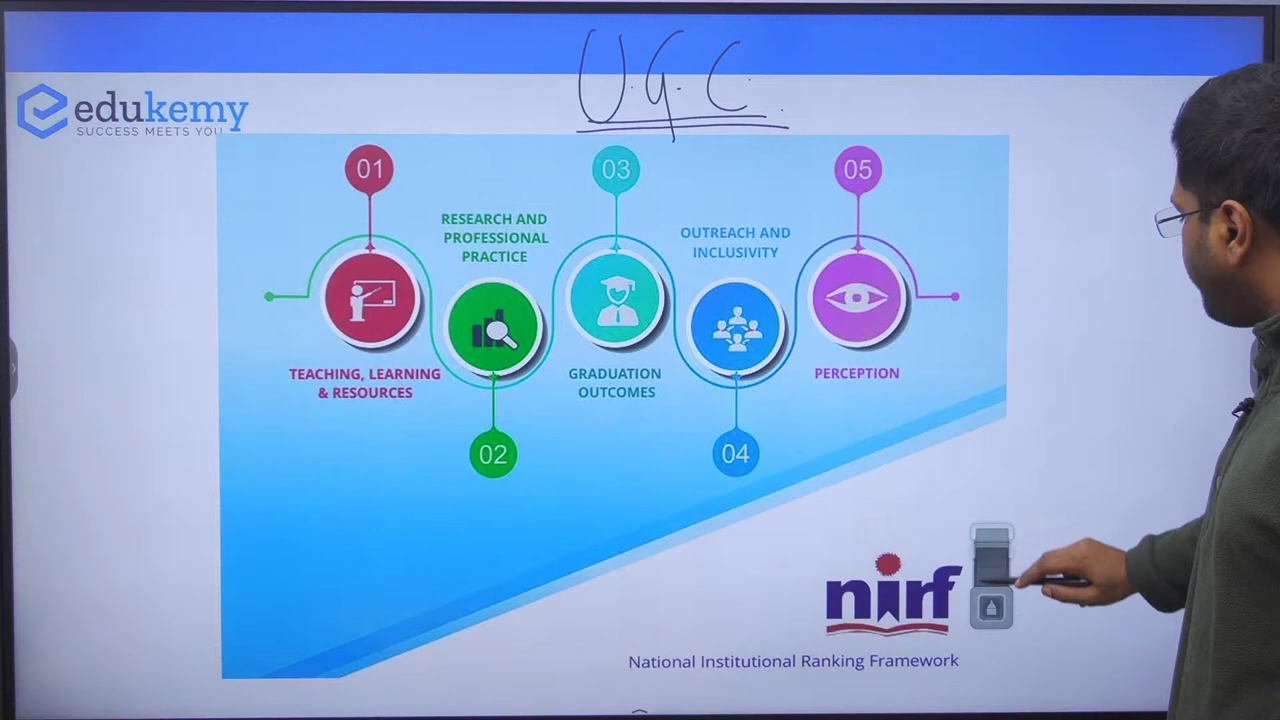 U.G.C.
edukemy
SUCCESS MEETS YOU
01
03
05
RESEARCH AND
PROFESSIONAL
PRACTICE
OUTREACH AND
INCLUSIVITY
TEACHING, LEARNING
& RESOURCES
GRADUATION
OUTCOMES
PERCEPTION
02
04
nirf
National Institutional Ranking Framework